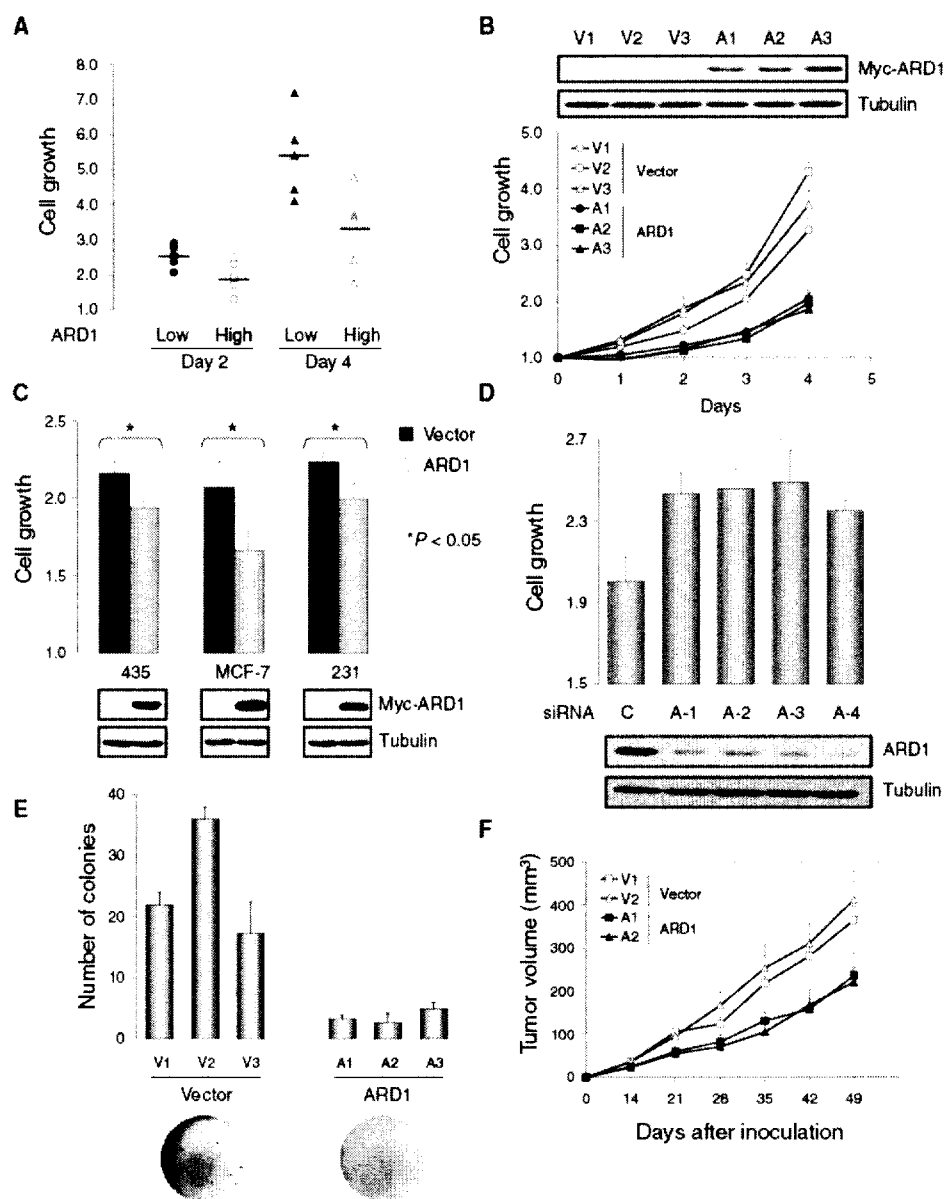 A
8.0
7.0
6.0
5.0
4.0
3.0
2.0
1.0
Cell growth
ARD1 Low High Low High
Day 2 Day 4
B
V1 V2 V3 A1 A2 A3
Myc-ARD1
Tubulin
5.0
4.0
3.0
2.0
1.0
Cell growth
V1
V2 Vector
V3
A1
A2 ARD1
A3
0 1 2 3 4 5
Days
C
2.5
2.0
1.5
1.0
Cell growth
* * *
Vector
ARD1
*P < 0.05
435 MCF-7 231
Myc-ARD1
Tubulin
D
2.7
2.3
1.9
1.5
Cell growth
siRNA C A-1 A-2 A-3 A-4
ARD1
Tubulin
E
40
30
20
10
0
Number of colonies
V1 V2 V3 A1 A2 A3
Vector ARD1
F
500
400
300
200
100
0
Tumor volume (mm³)
V1 Vector
V2
A1 ARD1
A2
0 14 21 28 35 42 49
Days after inoculation